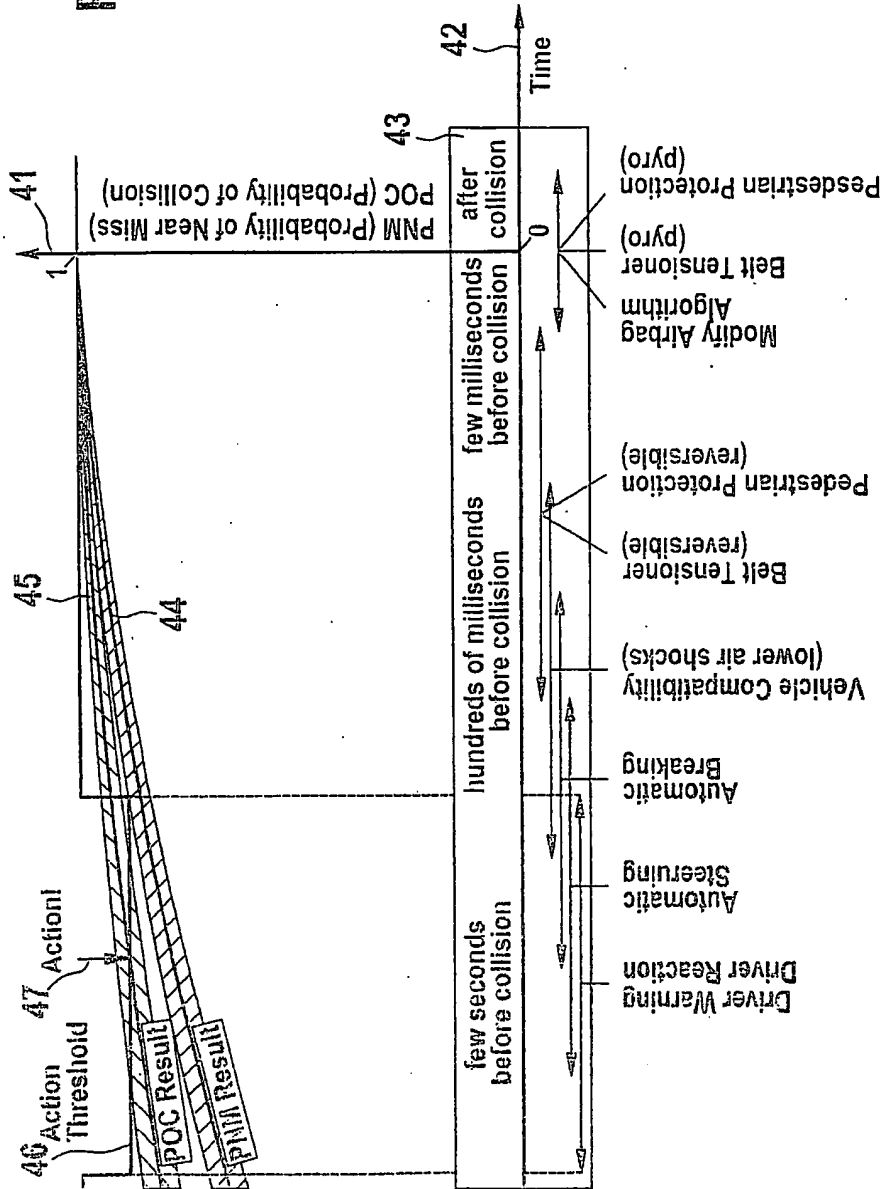 46 Action
Threshold
47 Action!
POC Result
PNM Result
45
44
41
1
PNM (Probability of Near Miss)
POC (Probability of Collision)
43
42
Time
0
few seconds
before collision
hundreds of milliseconds
before collision
few milliseconds
before collision
after
collision
Driver Warning
Driver Reaction
Automatic
Steeruing
Automatic
Breaking
Vehicle Compatibility
(lower air shocks)
Belt Tensioner
(reversible)
Pedestrian Protection
(reversible)
Modify Airbag
Algorithm
Belt Tensioner
(pyro)
Pesdestrian Protection
(pyro)